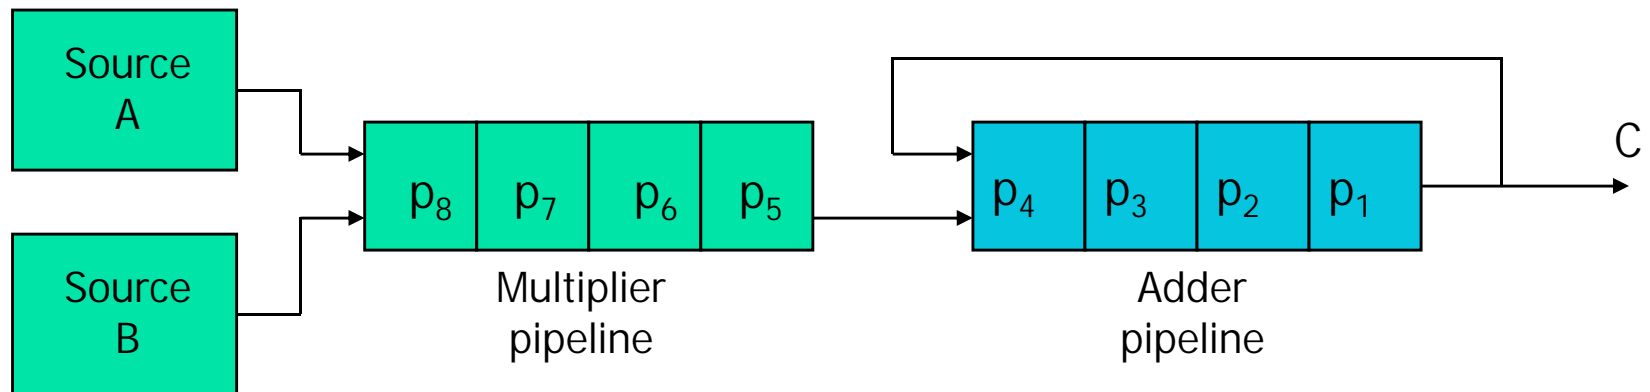 Source
A
Source
B
p₈ p₇ p₆ p₅
Multiplier
pipeline
p₄ p₃ p₂ p₁
Adder
pipeline
C